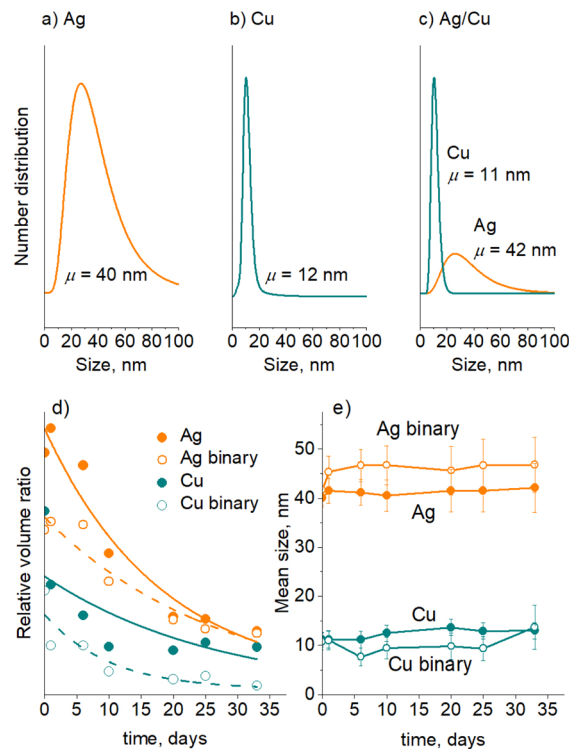 a) Ag
b) Cu
c) Ag/Cu
Number distribution
μ = 40 nm
μ = 12 nm
Cu
μ = 11 nm
Ag
μ = 42 nm
0 20 40 60 80 100
0 20 40 60 80 100
0 20 40 60 80 100
Size, nm
Size, nm
Size, nm
d)
Ag
Ag binary
Cu
Cu binary
Relative volume ratio
0 5 10 15 20 25 30 35
time, days
e)
Ag binary
Ag
Cu
Cu binary
Mean size, nm
50
40
30
20
10
0
0 5 10 15 20 25 30 35
time, days